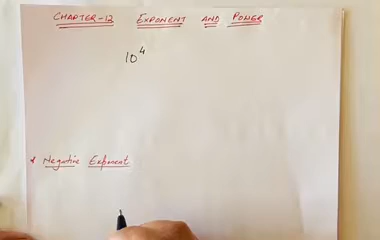 CHAPTER-12 EXPONENT AND POWER
10⁴
* Negative Exponent